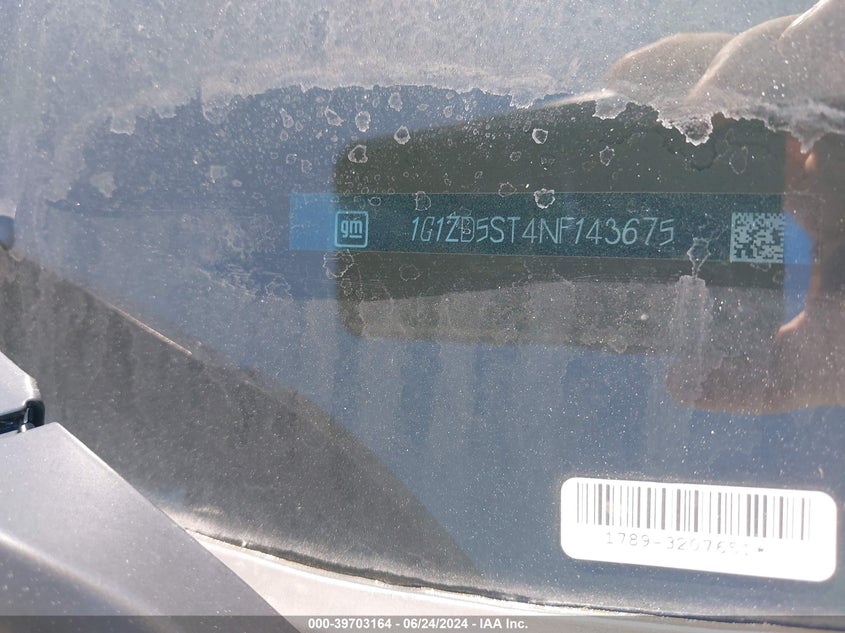 gm 1G1ZD5ST4NF143675
1789-3207651*
000-39703164 - 06/24/2024 - IAA Inc.